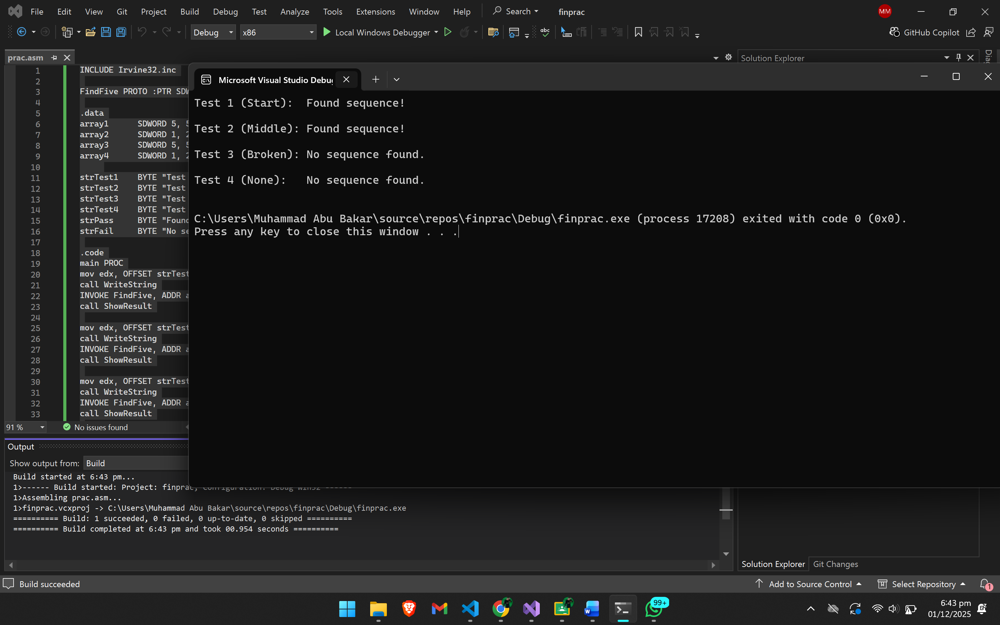 File Edit View Git Project Build Debug Test Analyze Tools Extensions Window Help Search finprac MM
Debug x86 Local Windows Debugger abc GitHub Copilot
prac.asm
Solution Explorer
1 INCLUDE Irvine32.inc
2
3 FindFive PROTO :PTR SDW
4
5 .data
6 array1 SDWORD 5, 5
7 array2 SDWORD 1, 2
8 array3 SDWORD 5, 5
9 array4 SDWORD 1, 2
10
11 strTest1 BYTE "Test
12 strTest2 BYTE "Test
13 strTest3 BYTE "Test
14 strTest4 BYTE "Test
15 strPass BYTE "Found
16 strFail BYTE "No se
17
18 .code
19 main PROC
20 mov edx, OFFSET strTest
21 call WriteString
22 INVOKE FindFive, ADDR a
23 call ShowResult
24
25 mov edx, OFFSET strTest
26 call WriteString
27 INVOKE FindFive, ADDR a
28 call ShowResult
29
30 mov edx, OFFSET strTest
31 call WriteString
32 INVOKE FindFive, ADDR a
33 call ShowResult
91 % No issues found
Microsoft Visual Studio Debug
Test 1 (Start):  Found sequence!
Test 2 (Middle): Found sequence!
Test 3 (Broken): No sequence found.
Test 4 (None):   No sequence found.
C:\Users\Muhammad Abu Bakar\source\repos\finprac\Debug\finprac.exe (process 17208) exited with code 0 (0x0).
Press any key to close this window . . .
Output
Show output from: Build
Build started at 6:43 pm...
1>------ Build started: Project: finprac, Configuration: Debug Win32 ------
1>Assembling prac.asm...
1>finprac.vcxproj -> C:\Users\Muhammad Abu Bakar\source\repos\finprac\Debug\finprac.exe
========== Build: 1 succeeded, 0 failed, 0 up-to-date, 0 skipped ==========
========== Build completed at 6:43 pm and took 00.954 seconds ==========
Solution Explorer Git Changes
Build succeeded
Add to Source Control Select Repository 1
99+
6:43 pm
01/12/2025